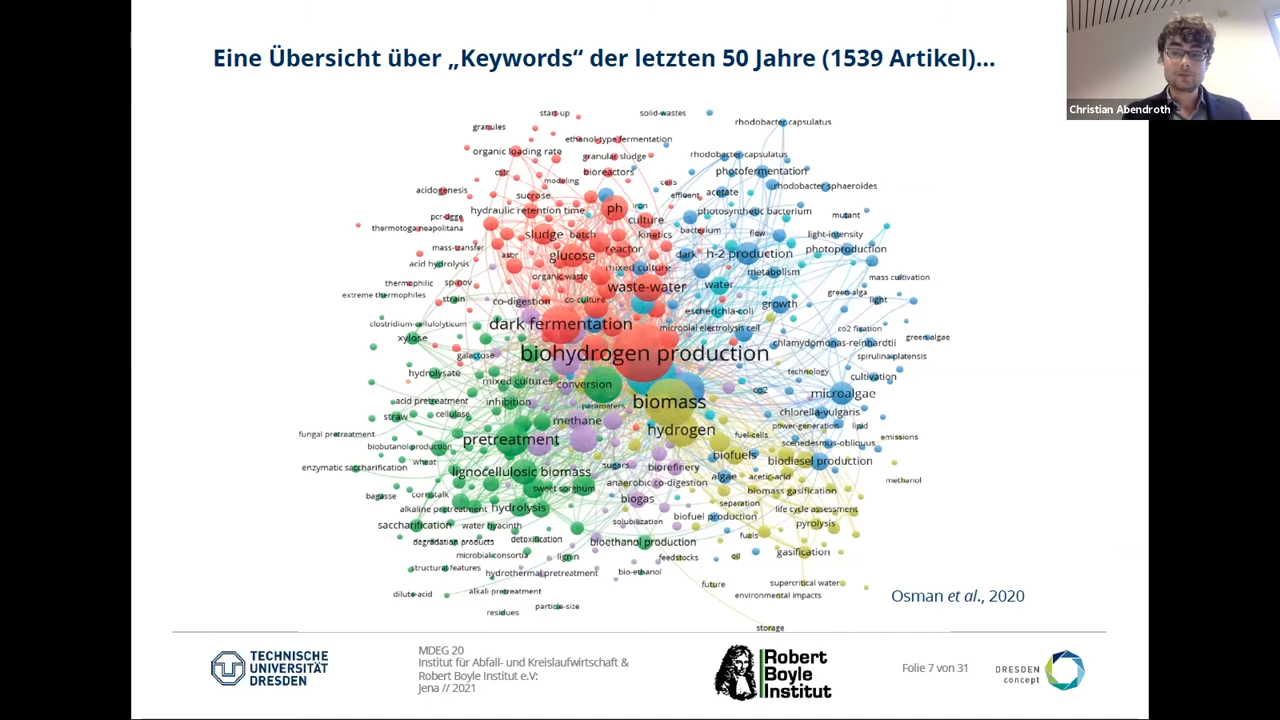 Eine Übersicht über „Keywords“ der letzten 50 Jahre (1539 Artikel)...
Christian Abendroth
start-up
solid-wastes
rhodobacter capsulatus
granules
ethanol-type fermentation
organic loading rate
granular sludge
rhodobacter-capsulatus
cstr
bioreactors
photofermentation
modeling
cells
acidogenesis
sucrose
effluent
acetate
rhodobacter sphaeroides
hydraulic retention time
ph
iron
photosynthetic bacterium
pcr-dgge
culture
mutant
thermotoga-neapolitana
sludge
batch
kinetics
bacterium
flow
light-intensity
mass-transfer
asbr
glucose
reactor
dark
h-2 production
photoproduction
acid hydrolysis
mixed culture
metabolism
thermophilic
sp-nov
organic waste
waste-water
water
mass cultivation
extreme thermophiles
strain
co-digestion
co-culture
growth
green-alga
light
escherichia-coli
clostridium-cellulolyticum
dark fermentation
microbial electrolysis cell
co2 fixation
xylose
chlamydomonas-reinhardtii
green-algae
galactose
biohydrogen production
spirulina-platensis
hydrolysate
mixed cultures
conversion
technology
cultivation
acid pretreatment
inhibition
parameters
biomass
co2
microalgae
straw
cellulase
methane
chlorella-vulgaris
fungal pretreatment
pretreatment
hydrogen
fuel-cells
power-generation
lipid
biobutanol production
scenedesmus-obliquus
emissions
enzymatic saccharification
wheat
lignocellulosic biomass
sugars
biorefinery
biofuels
biodiesel production
anaerobic co-digestion
algae
acetic-acid
methanol
bagasse
cornstalk
sweet sorghum
biogas
biomass gasification
alkaline pretreatment
hydrolysis
separation
life cycle assessment
saccharification
water hyacinth
solubilization
biofuel production
pyrolysis
degradation products
detoxification
bioethanol production
fuels
microbial consortia
lignin
feedstocks
oil
gasification
structural features
hydrothermal pretreatment
bio-ethanol
dilute-acid
alkali pretreatment
future
supercritical water
environmental impacts
residues
particle-size
storage
Osman et al., 2020
TECHNISCHE
UNIVERSITÄT
DRESDEN
MDEG 20
Institut für Abfall- und Kreislaufwirtschaft &
Robert Boyle Institut e.V:
Jena // 2021
Robert
Boyle
Institut
Folie 7 von 31
DRESDEN
concept